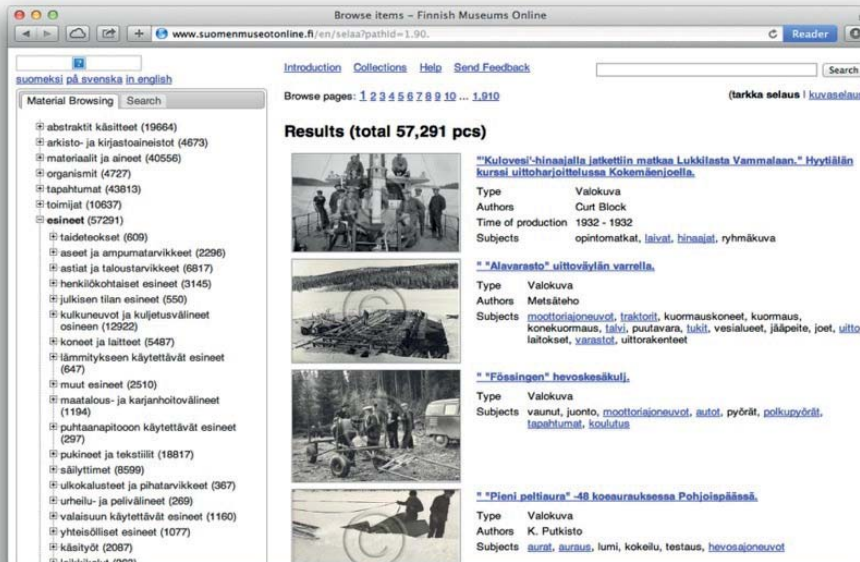 Browse items – Finnish Museums Online
www.suomenmuseotonline.fi/en/selaa?pathId=1.90.
Reader
suomeksi på svenska in english
Material Browsing Search
abstraktit käsitteet (19664)
arkisto- ja kirjastoaineistot (4673)
materiaalit ja aineet (40556)
organismit (4727)
tapahtumat (43813)
toimijat (10637)
esineet (57291)
taideteokset (609)
aseet ja ampumatarvikkeet (2296)
astiat ja taloustarvikkeet (6817)
henkilökohtaiset esineet (3145)
julkisen tilan esineet (550)
kulkuneuvot ja kuljetusvälineet
osineen (12922)
koneet ja laitteet (5487)
lämmitykseen käytettävät esineet
(647)
muut esineet (2510)
maatalous- ja karjanhoitovälineet
(1194)
puhtaanapitooon käytettävät esineet
(297)
pukineet ja tekstiilit (18817)
säilyttimet (8599)
ulkokalusteet ja pihatarvikkeet (367)
urheilu- ja pelivälineet (269)
valaisuun käytettävät esineet (1160)
yhteisölliset esineet (1077)
käsityöt (2087)
Introduction Collections Help Send Feedback
Search
Browse pages: 1 2 3 4 5 6 7 8 9 10 ... 1,910
(tarkka selaus | kuvaselaus
Results (total 57,291 pcs)
"'Kulovesi'-hinaajalla jatkettiin matkaa Lukkilasta Vammalaan." Hyytiälän
kurssi uittoharjoittelussa Kokemäenjoella.
Type Valokuva
Authors Curt Block
Time of production 1932 - 1932
Subjects opintomatkat, laivat, hinaajat, ryhmäkuva
" "Alavarasto" uittoväylän varrella.
Type Valokuva
Authors Metsäteho
Subjects moottoriajoneuvot, traktorit, kuormauskoneet, kuormaus,
konekuormaus, talvi, puutavara, tukit, vesialueet, jääpeite, joet, uitto
laitokset, varastot, uittorakenteet
" "Fössingen" hevoskesäkulj.
Type Valokuva
Subjects vaunut, juonto, moottoriajoneuvot, autot, pyörät, polkupyörät,
tapahtumat, koulutus
" "Pieni peltiaura" -48 koeaurauksessa Pohjoispäässä.
Type Valokuva
Authors K. Putkisto
Subjects aurat, auraus, lumi, kokeilu, testaus, hevosajoneuvot